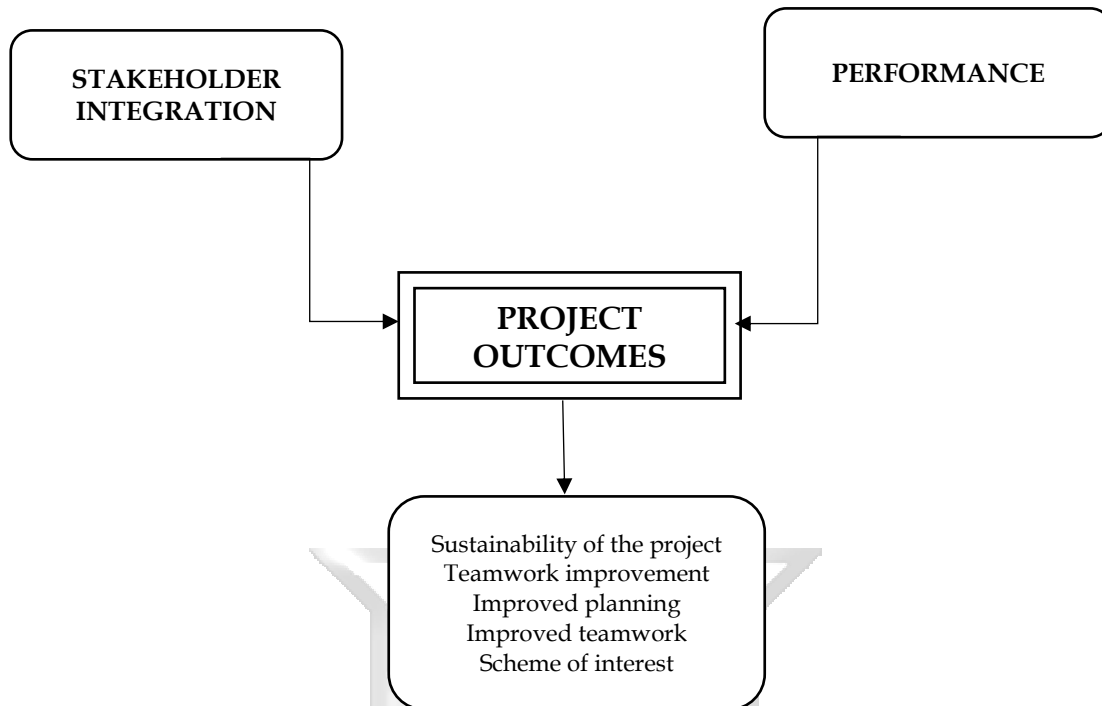 STAKEHOLDER
INTEGRATION
PERFORMANCE
PROJECT
OUTCOMES
Sustainability of the project
Teamwork improvement
Improved planning
Improved teamwork
Scheme of interest